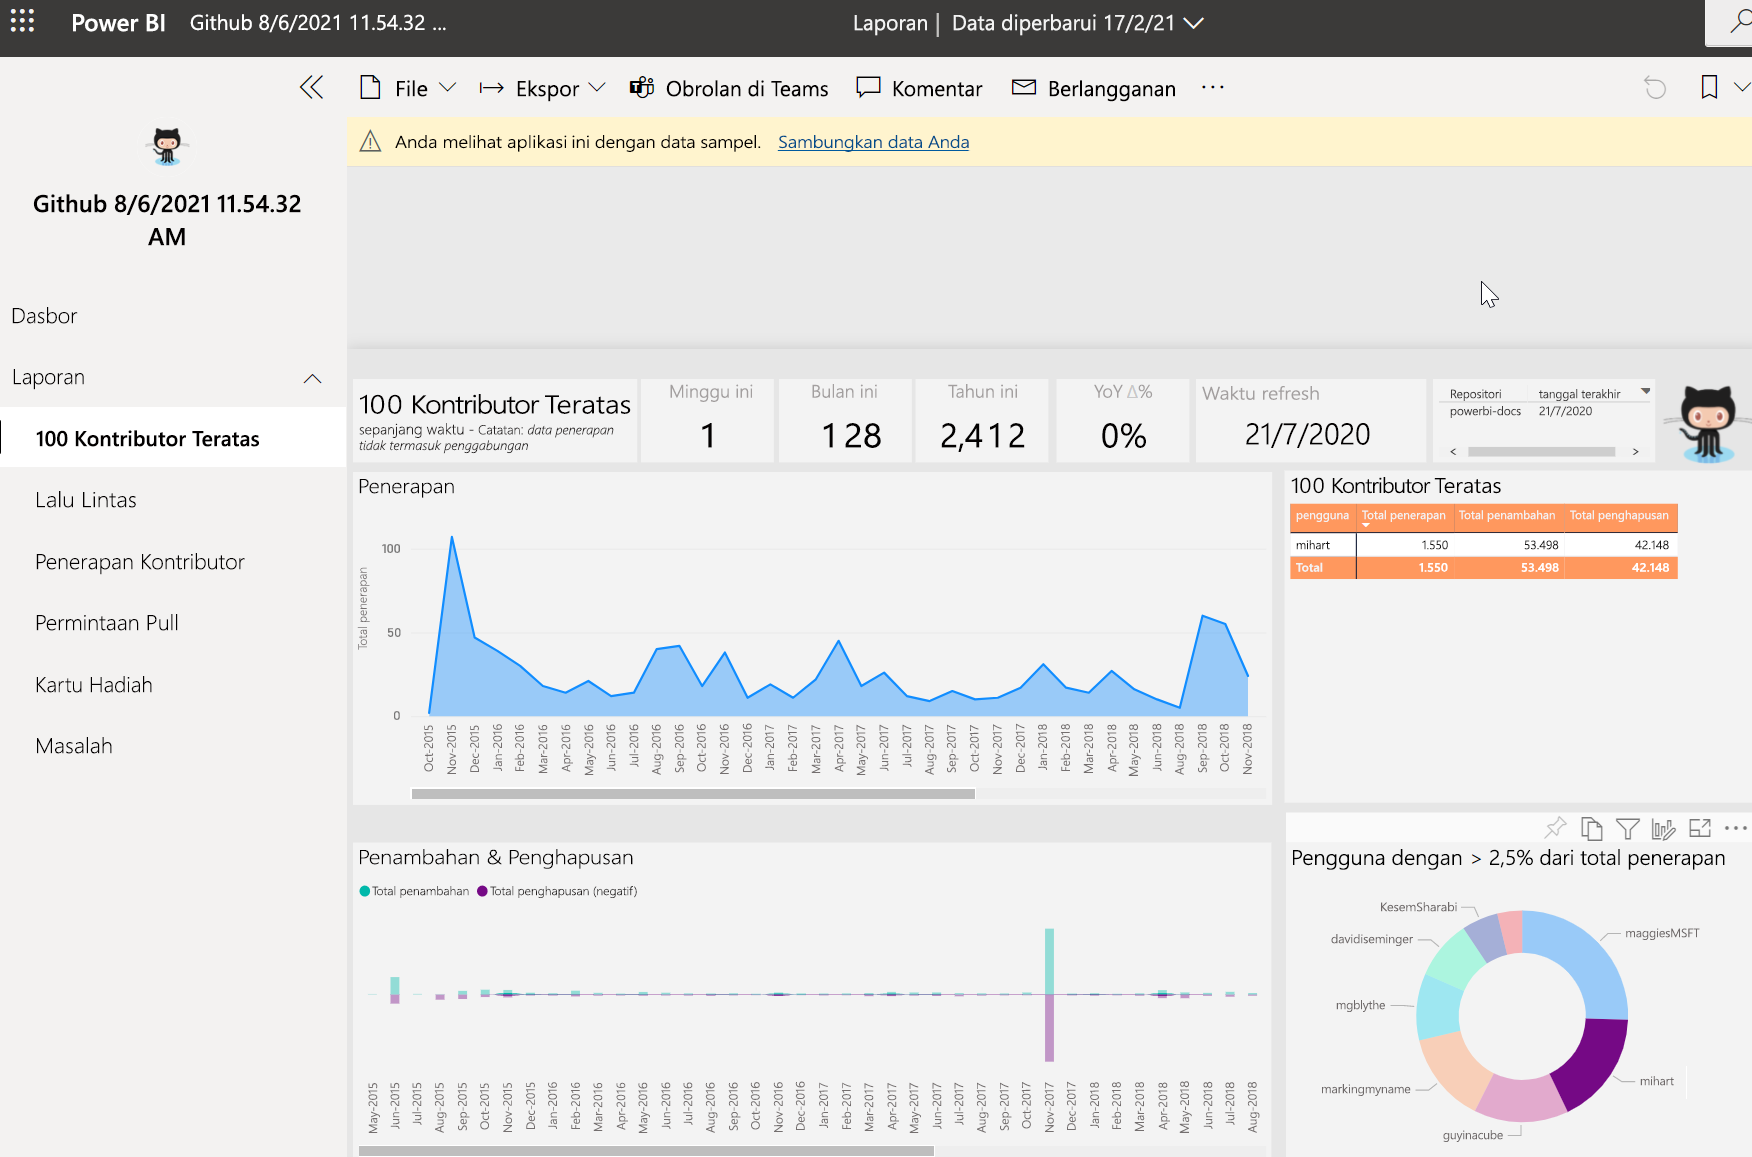 Power BI
Github 8/6/2021 11.54.32 ...
Laporan | Data diperbarui 17/2/21
File
Ekspor
Obrolan di Teams
Komentar
Berlangganan
...
Anda melihat aplikasi ini dengan data sampel. Sambungkan data Anda
Github 8/6/2021 11.54.32
AM
Dasbor
Laporan
100 Kontributor Teratas
Lalu Lintas
Penerapan Kontributor
Permintaan Pull
Kartu Hadiah
Masalah
100 Kontributor Teratas
sepanjang waktu - Catatan: data penerapan
tidak termasuk penggabungan
Minggu ini
1
Bulan ini
128
Tahun ini
2,412
YoY Δ%
0%
Waktu refresh
21/7/2020
Repositori tanggal terakhir
powerbi-docs 21/7/2020
Penerapan
Total penerapan
100
50
0
Oct-2015
Nov-2015
Dec-2015
Jan-2016
Feb-2016
Mar-2016
Apr-2016
May-2016
Jun-2016
Jul-2016
Aug-2016
Sep-2016
Oct-2016
Nov-2016
Dec-2016
Jan-2017
Feb-2017
Mar-2017
Apr-2017
May-2017
Jun-2017
Jul-2017
Aug-2017
Sep-2017
Oct-2017
Nov-2017
Dec-2017
Jan-2018
Feb-2018
Mar-2018
Apr-2018
May-2018
Jun-2018
Aug-2018
Sep-2018
Oct-2018
Nov-2018
100 Kontributor Teratas
pengguna Total penerapan Total penambahan Total penghapusan
mihart 1.550 53.498 42.148
Total 1.550 53.498 42.148
Penambahan & Penghapusan
Total penambahan Total penghapusan (negatif)
May-2015
Jun-2015
Jul-2015
Aug-2015
Sep-2015
Oct-2015
Nov-2015
Dec-2015
Jan-2016
Feb-2016
Mar-2016
Apr-2016
May-2016
Jun-2016
Jul-2016
Aug-2016
Sep-2016
Oct-2016
Nov-2016
Dec-2016
Jan-2017
Feb-2017
Mar-2017
Apr-2017
May-2017
Jun-2017
Jul-2017
Aug-2017
Sep-2017
Oct-2017
Nov-2017
Dec-2017
Jan-2018
Feb-2018
Mar-2018
Apr-2018
May-2018
Jun-2018
Jul-2018
Aug-2018
Pengguna dengan > 2,5% dari total penerapan
KesemSharabi
maggiesMSFT
davidiseminger
mgblythe
mihart
markingmyname
guyinacube